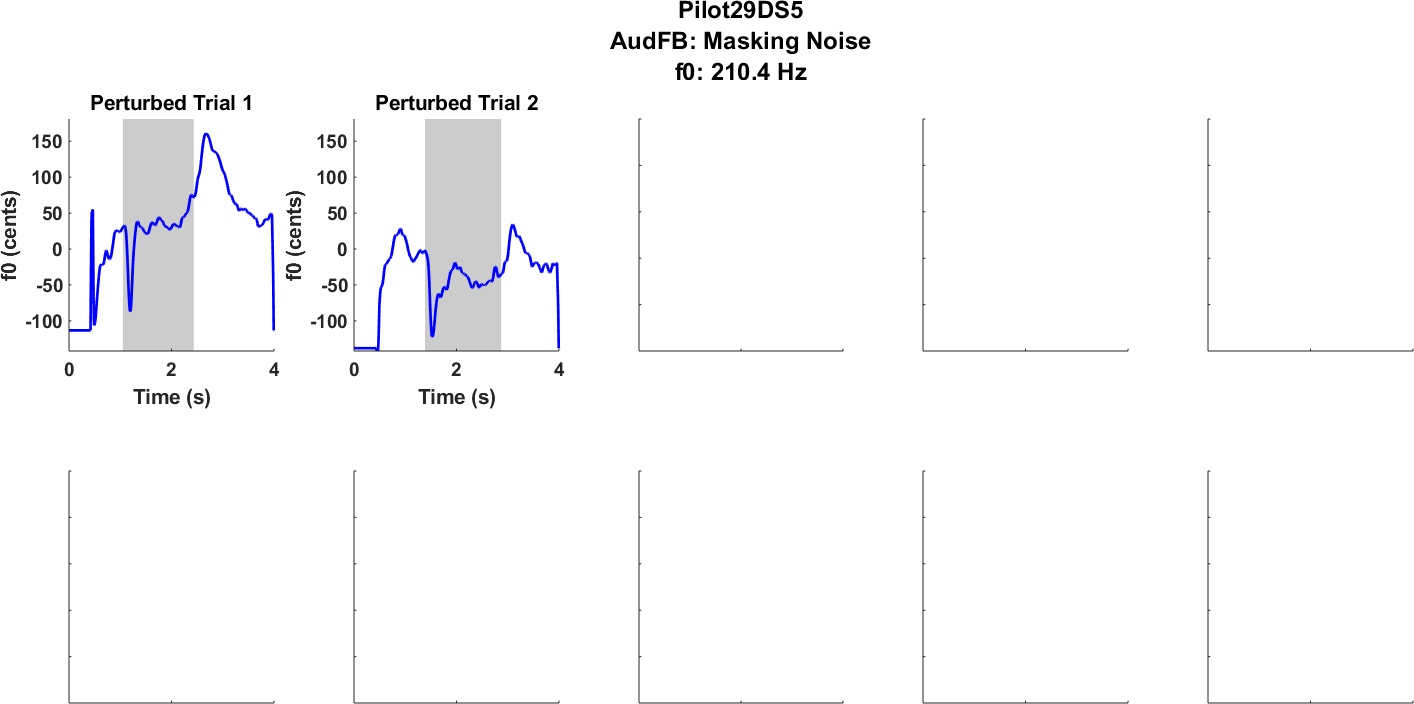 Pilot29DS5
AudFB: Masking Noise
f0: 210.4 Hz
Perturbed Trial 1
f0 (cents)
150
100
50
0
-50
-100
0 2 4
Time (s)
Perturbed Trial 2
f0 (cents)
150
100
50
0
-50
-100
0 2 4
Time (s)